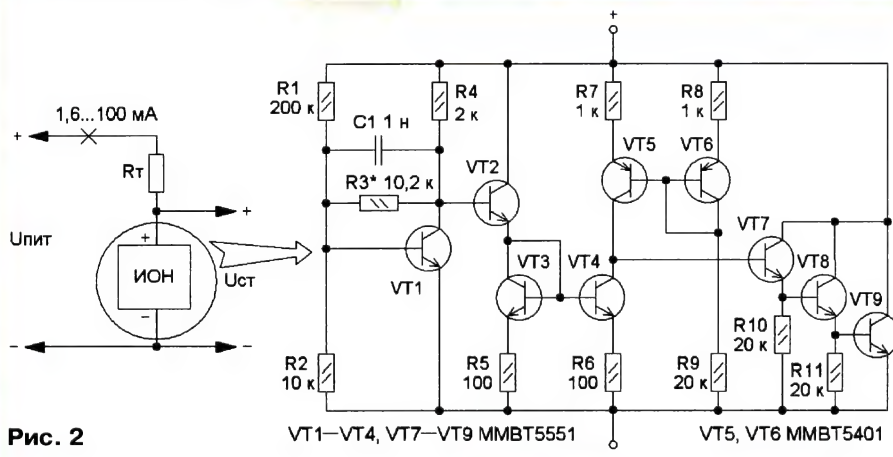 1,6...100 мА
+
Rт
+
Uпит
+
ИОН
−
Uст
−
−
Рис. 2
+
R1
200 к
R4
2 к
C1 1 н
R3* 10,2 к
VT2
VT1
R7
1 к
R8
1 к
VT5
VT6
VT3
VT4
VT7
VT8
VT9
R2
10 к
R5
100
R6
100
R9
20 к
R10
20 к
R11
20 к
−
VT1—VT4, VT7—VT9 MMBT5551
VT5, VT6 MMBT5401